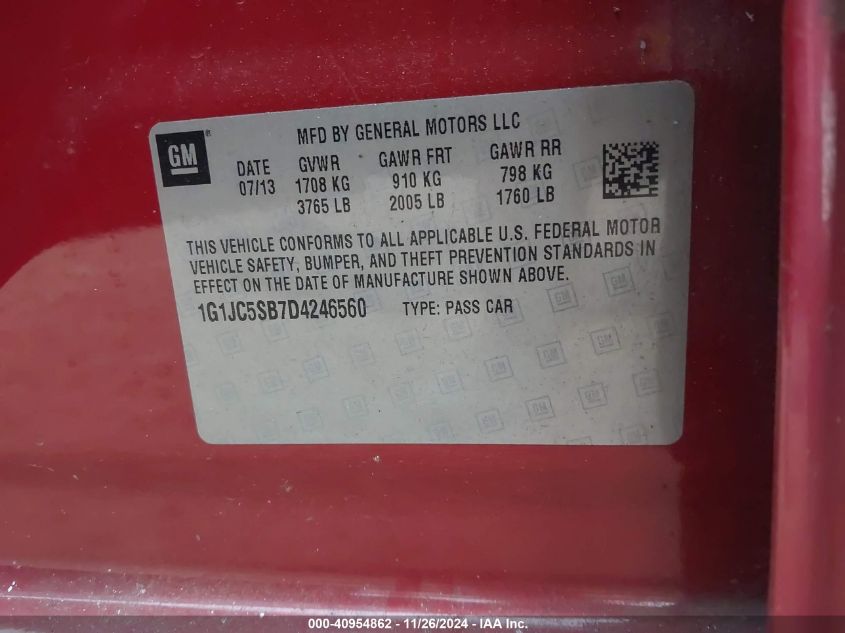 GM®
MFD BY GENERAL MOTORS LLC
DATE GVWR GAWR FRT GAWR RR
07/13 1708 KG 910 KG 798 KG
3765 LB 2005 LB 1760 LB
THIS VEHICLE CONFORMS TO ALL APPLICABLE U.S. FEDERAL MOTOR
VEHICLE SAFETY, BUMPER, AND THEFT PREVENTION STANDARDS IN
EFFECT ON THE DATE OF MANUFACTURE SHOWN ABOVE.
1G1JC5SB7D4246560 TYPE: PASS CAR
000-40954862 - 11/26/2024 - IAA Inc.